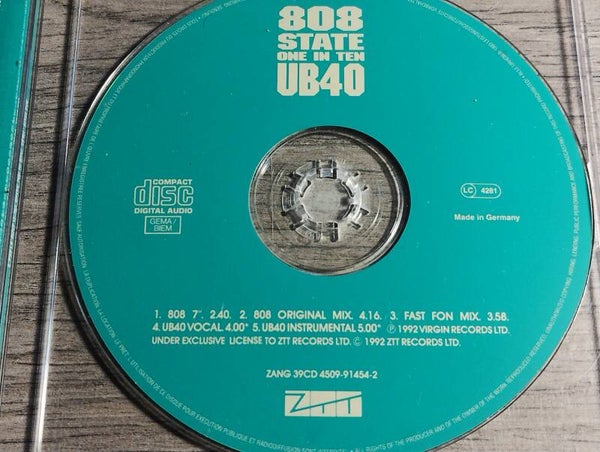 808
STATE
ONE IN TEN
UB40
COMPACT
disc
DIGITAL AUDIO
GEMA/
BIEM
LC 4281
Made in Germany
1. 808 7". 2.40. 2. 808 ORIGINAL MIX. 4.16. 3. FAST FON MIX. 3.58.
4. UB40 VOCAL 4.00* 5. UB40 INSTRUMENTAL 5.00* ℗ 1992 VIRGIN RECORDS LTD.
UNDER EXCLUSIVE LICENSE TO ZTT RECORDS LTD. © 1992 ZTT RECORDS LTD.
ZANG 39CD 4509-91454-2
ZTT